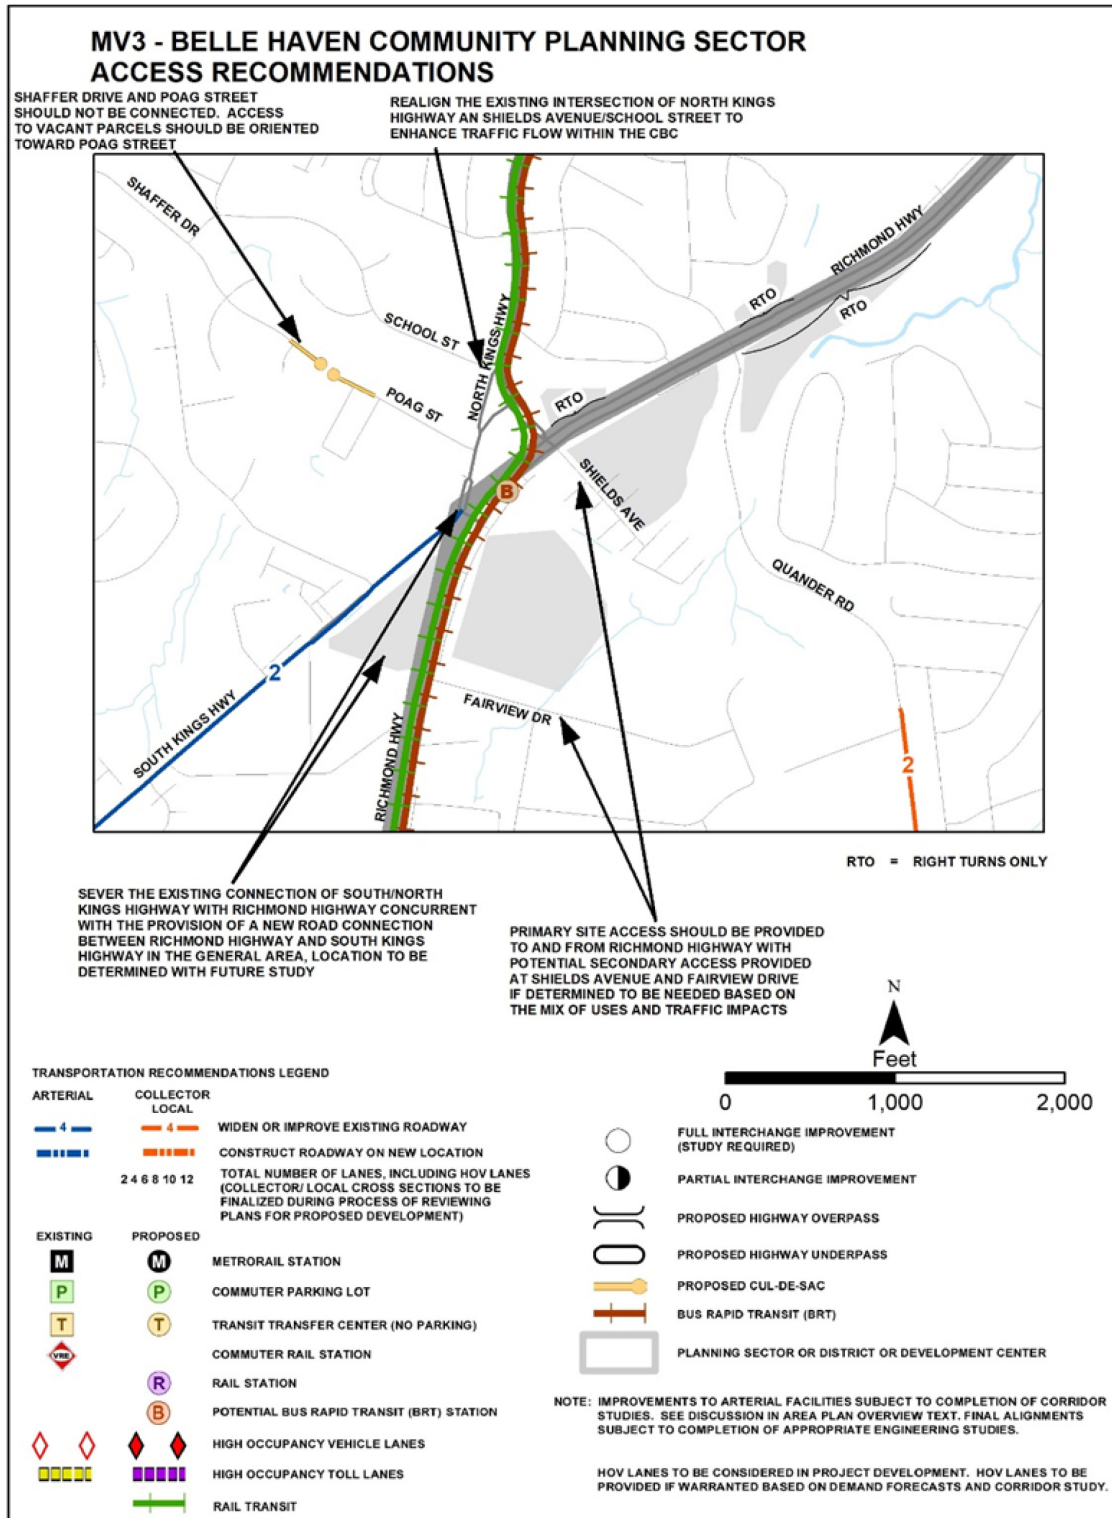 MV3 - BELLE HAVEN COMMUNITY PLANNING SECTOR
ACCESS RECOMMENDATIONS
SHAFFER DRIVE AND POAG STREET
SHOULD NOT BE CONNECTED. ACCESS
TO VACANT PARCELS SHOULD BE ORIENTED
TOWARD POAG STREET
REALIGN THE EXISTING INTERSECTION OF NORTH KINGS
HIGHWAY AN SHIELDS AVENUE/SCHOOL STREET TO
ENHANCE TRAFFIC FLOW WITHIN THE CBC
SHAFFER DR
SCHOOL ST
NORTH KINGS HWY
RICHMOND HWY
RTO
RTO
RTO
POAG ST
B
SHIELDS AVE
QUANDER RD
2
SOUTH KINGS HWY
FAIRVIEW DR
RICHMOND HWY
2
RTO = RIGHT TURNS ONLY
SEVER THE EXISTING CONNECTION OF SOUTH/NORTH
KINGS HIGHWAY WITH RICHMOND HIGHWAY CONCURRENT
WITH THE PROVISION OF A NEW ROAD CONNECTION
BETWEEN RICHMOND HIGHWAY AND SOUTH KINGS
HIGHWAY IN THE GENERAL AREA, LOCATION TO BE
DETERMINED WITH FUTURE STUDY
PRIMARY SITE ACCESS SHOULD BE PROVIDED
TO AND FROM RICHMOND HIGHWAY WITH
POTENTIAL SECONDARY ACCESS PROVIDED
AT SHIELDS AVENUE AND FAIRVIEW DRIVE
IF DETERMINED TO BE NEEDED BASED ON
THE MIX OF USES AND TRAFFIC IMPACTS
N
Feet
0 1,000 2,000
TRANSPORTATION RECOMMENDATIONS LEGEND
ARTERIAL COLLECTOR
LOCAL
4 4 WIDEN OR IMPROVE EXISTING ROADWAY
CONSTRUCT ROADWAY ON NEW LOCATION
2 4 6 8 10 12 TOTAL NUMBER OF LANES, INCLUDING HOV LANES
(COLLECTOR/ LOCAL CROSS SECTIONS TO BE
FINALIZED DURING PROCESS OF REVIEWING
PLANS FOR PROPOSED DEVELOPMENT)
EXISTING PROPOSED
M M METRORAIL STATION
P P COMMUTER PARKING LOT
T T TRANSIT TRANSFER CENTER (NO PARKING)
VRE COMMUTER RAIL STATION
R RAIL STATION
B POTENTIAL BUS RAPID TRANSIT (BRT) STATION
HIGH OCCUPANCY VEHICLE LANES
HIGH OCCUPANCY TOLL LANES
RAIL TRANSIT
FULL INTERCHANGE IMPROVEMENT
(STUDY REQUIRED)
PARTIAL INTERCHANGE IMPROVEMENT
PROPOSED HIGHWAY OVERPASS
PROPOSED HIGHWAY UNDERPASS
PROPOSED CUL-DE-SAC
BUS RAPID TRANSIT (BRT)
PLANNING SECTOR OR DISTRICT OR DEVELOPMENT CENTER
NOTE: IMPROVEMENTS TO ARTERIAL FACILITIES SUBJECT TO COMPLETION OF CORRIDOR
STUDIES. SEE DISCUSSION IN AREA PLAN OVERVIEW TEXT. FINAL ALIGNMENTS
SUBJECT TO COMPLETION OF APPROPRIATE ENGINEERING STUDIES.
HOV LANES TO BE CONSIDERED IN PROJECT DEVELOPMENT. HOV LANES TO BE
PROVIDED IF WARRANTED BASED ON DEMAND FORECASTS AND CORRIDOR STUDY.